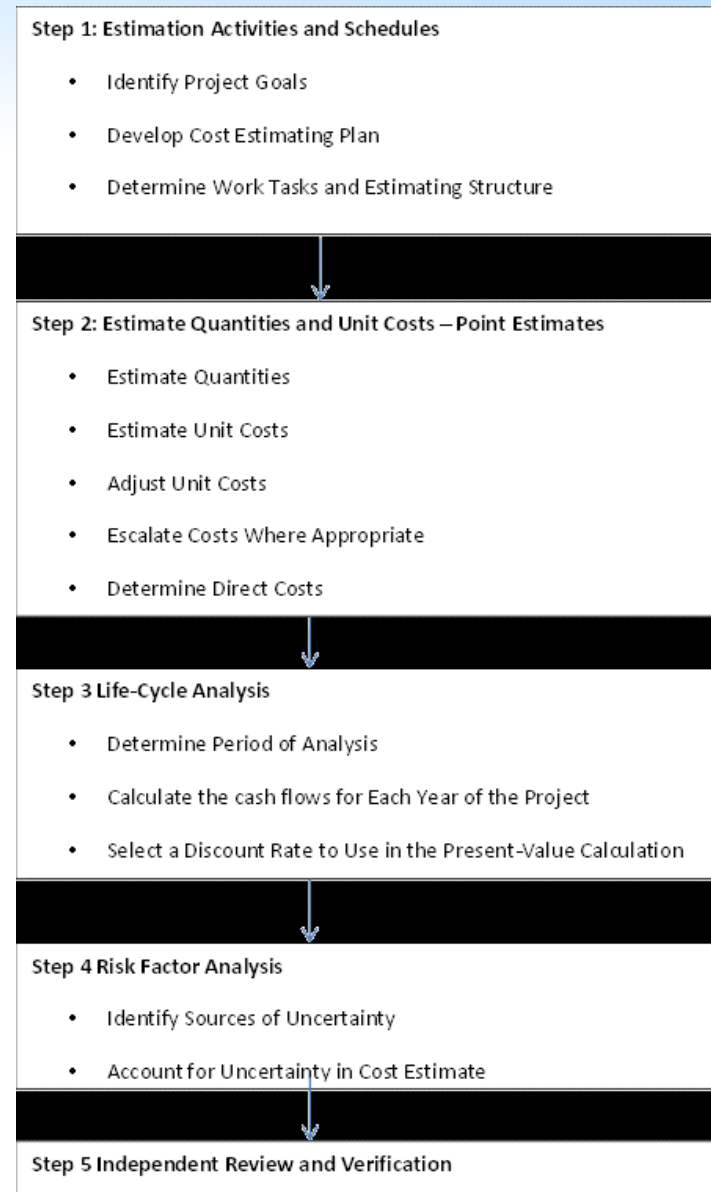 Step 1: Estimation Activities and Schedules
• Identify Project Goals
• Develop Cost Estimating Plan
• Determine Work Tasks and Estimating Structure
Step 2: Estimate Quantities and Unit Costs – Point Estimates
• Estimate Quantities
• Estimate Unit Costs
• Adjust Unit Costs
• Escalate Costs Where Appropriate
• Determine Direct Costs
Step 3 Life-Cycle Analysis
• Determine Period of Analysis
• Calculate the cash flows for Each Year of the Project
• Select a Discount Rate to Use in the Present-Value Calculation
Step 4 Risk Factor Analysis
• Identify Sources of Uncertainty
• Account for Uncertainty in Cost Estimate
Step 5 Independent Review and Verification